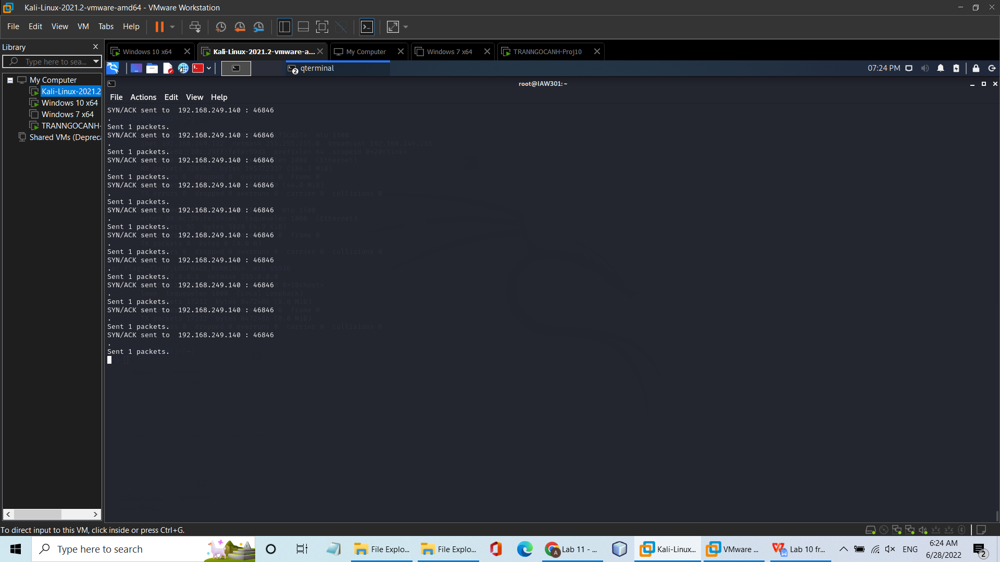 Kali-Linux-2021.2-vmware-amd64 - VMware Workstation
File Edit View VM Tabs Help
Library
Type here to sea...
My Computer
Kali-Linux-2021.2
Windows 10 x64
Windows 7 x64
TRANNGOCANH-
Shared VMs (Depreca
Windows 10 x64
Kali-Linux-2021.2-vmware-a...
My Computer
Windows 7 x64
TRANNGOCANH-Proj10
2 qterminal
07:24 PM
root@IAW301:~
File Actions Edit View Help
SYN/ACK sent to  192.168.249.140 : 46846
.
Sent 1 packets.
SYN/ACK sent to  192.168.249.140 : 46846
.
Sent 1 packets.
SYN/ACK sent to  192.168.249.140 : 46846
.
Sent 1 packets.
SYN/ACK sent to  192.168.249.140 : 46846
.
Sent 1 packets.
SYN/ACK sent to  192.168.249.140 : 46846
.
Sent 1 packets.
SYN/ACK sent to  192.168.249.140 : 46846
.
Sent 1 packets.
SYN/ACK sent to  192.168.249.140 : 46846
.
Sent 1 packets.
SYN/ACK sent to  192.168.249.140 : 46846
.
Sent 1 packets.
SYN/ACK sent to  192.168.249.140 : 46846
.
Sent 1 packets.
SYN/ACK sent to  192.168.249.140 : 46846
.
Sent 1 packets.
To direct input to this VM, click inside or press Ctrl+G.
Type here to search
File Explo...
File Explo...
Lab 11 - ...
Kali-Linux...
VMware ...
Lab 10 fr...
ENG
6:24 AM
6/28/2022
2